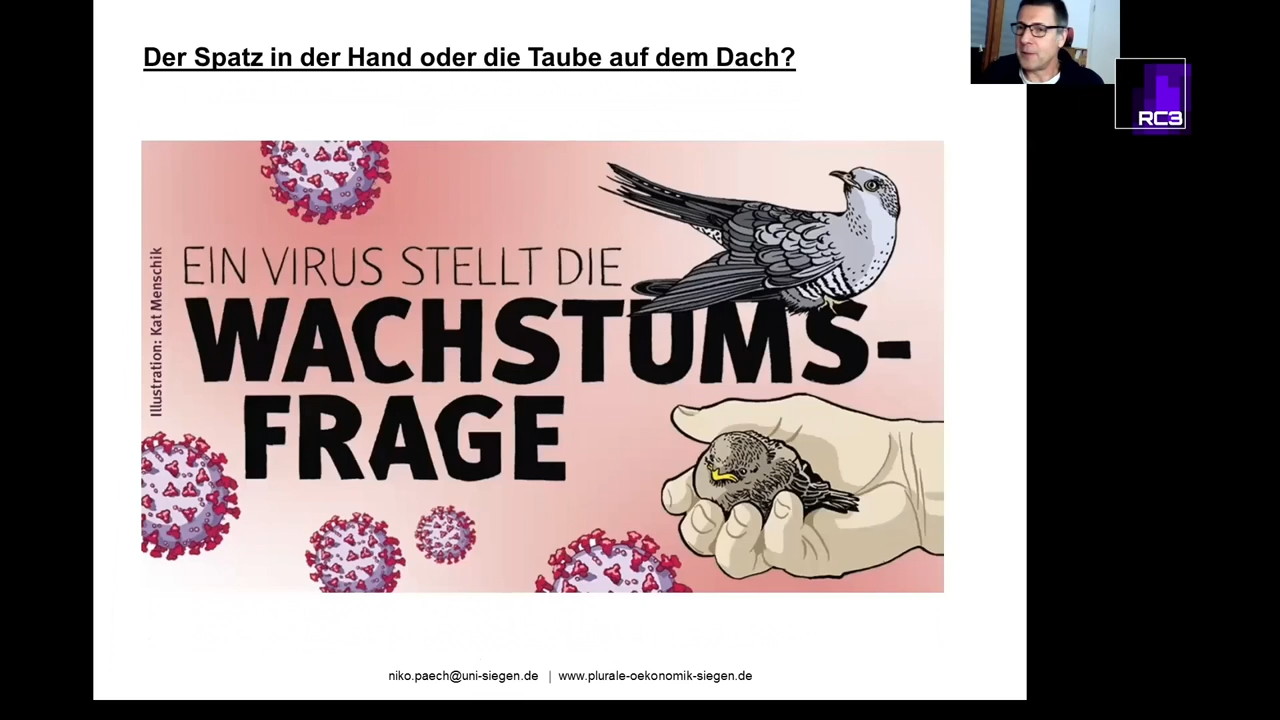 Der Spatz in der Hand oder die Taube auf dem Dach?
RC3
EIN VIRUS STELLT DIE
WACHSTUMS-
FRAGE
Illustration: Kat Menschik
niko.paech@uni-siegen.de | www.plurale-oekonomik-siegen.de